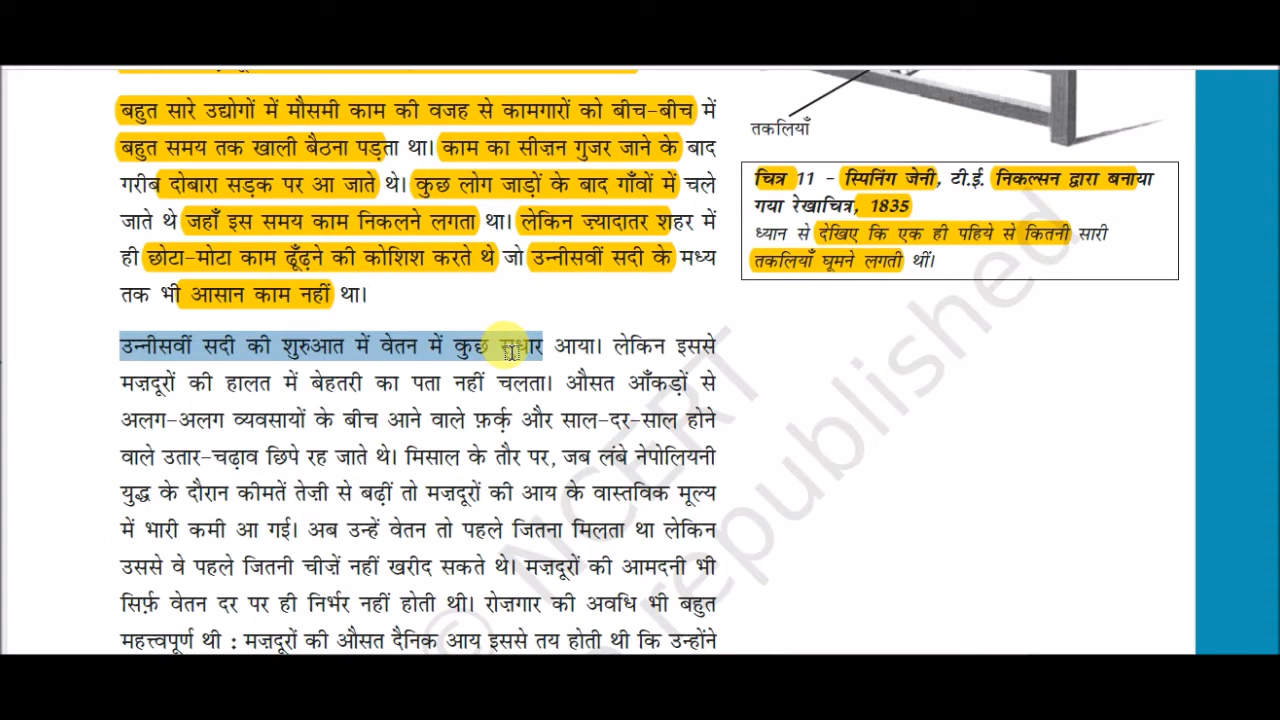 बहुत सारे उद्योगों में मौसमी काम की वजह से कामगारों को बीच-बीच में
बहुत समय तक खाली बैठना पड़ता था। काम का सीज़न गुजर जाने के बाद
गरीब दोबारा सड़क पर आ जाते थे। कुछ लोग जाड़ों के बाद गाँवों में चले
जाते थे जहाँ इस समय काम निकलने लगता था। लेकिन ज़्यादातर शहर में
ही छोटा-मोटा काम ढूँढ़ने की कोशिश करते थे जो उन्नीसवीं सदी के मध्य
तक भी आसान काम नहीं था।
उन्नीसवीं सदी की शुरुआत में वेतन में कुछ सुधार आया। लेकिन इससे
मज़दूरों की हालत में बेहतरी का पता नहीं चलता। औसत आँकड़ों से
अलग-अलग व्यवसायों के बीच आने वाले फ़र्क़ और साल-दर-साल होने
वाले उतार-चढ़ाव छिपे रह जाते थे। मिसाल के तौर पर, जब लंबे नेपोलियनी
युद्ध के दौरान कीमतें तेज़ी से बढ़ीं तो मज़दूरों की आय के वास्तविक मूल्य
में भारी कमी आ गई। अब उन्हें वेतन तो पहले जितना मिलता था लेकिन
उससे वे पहले जितनी चीज़ें नहीं खरीद सकते थे। मज़दूरों की आमदनी भी
सिर्फ़ वेतन दर पर ही निर्भर नहीं होती थी। रोज़गार की अवधि भी बहुत
महत्त्वपूर्ण थी : मज़दूरों की औसत दैनिक आय इससे तय होती थी कि उन्होंने
तकलियाँ
चित्र 11 - स्पिनिंग जेनी, टी.ई. निकल्सन द्वारा बनाया
गया रेखाचित्र, 1835
ध्यान से देखिए कि एक ही पहिये से कितनी सारी
तकलियाँ घूमने लगती थीं।
© NCERT
republished